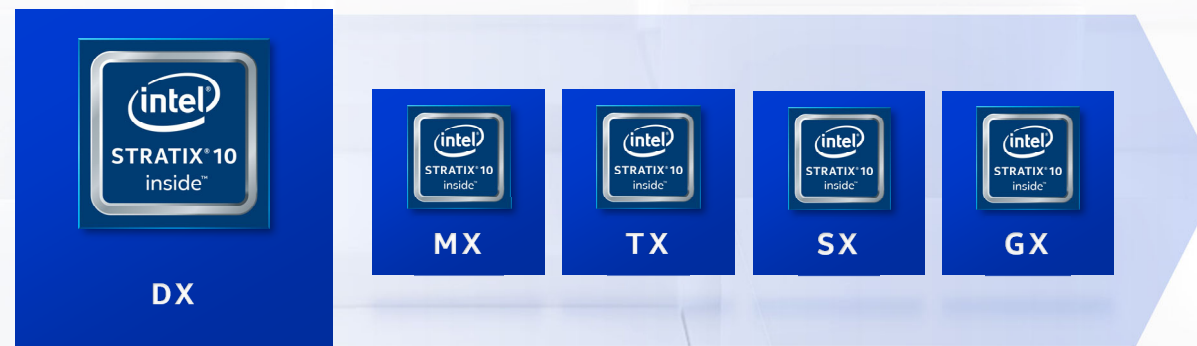 intel®
STRATIX® 10
inside™
DX
intel®
STRATIX® 10
inside™
MX
intel®
STRATIX® 10
inside™
TX
intel®
STRATIX® 10
inside™
SX
intel®
STRATIX® 10
inside™
GX